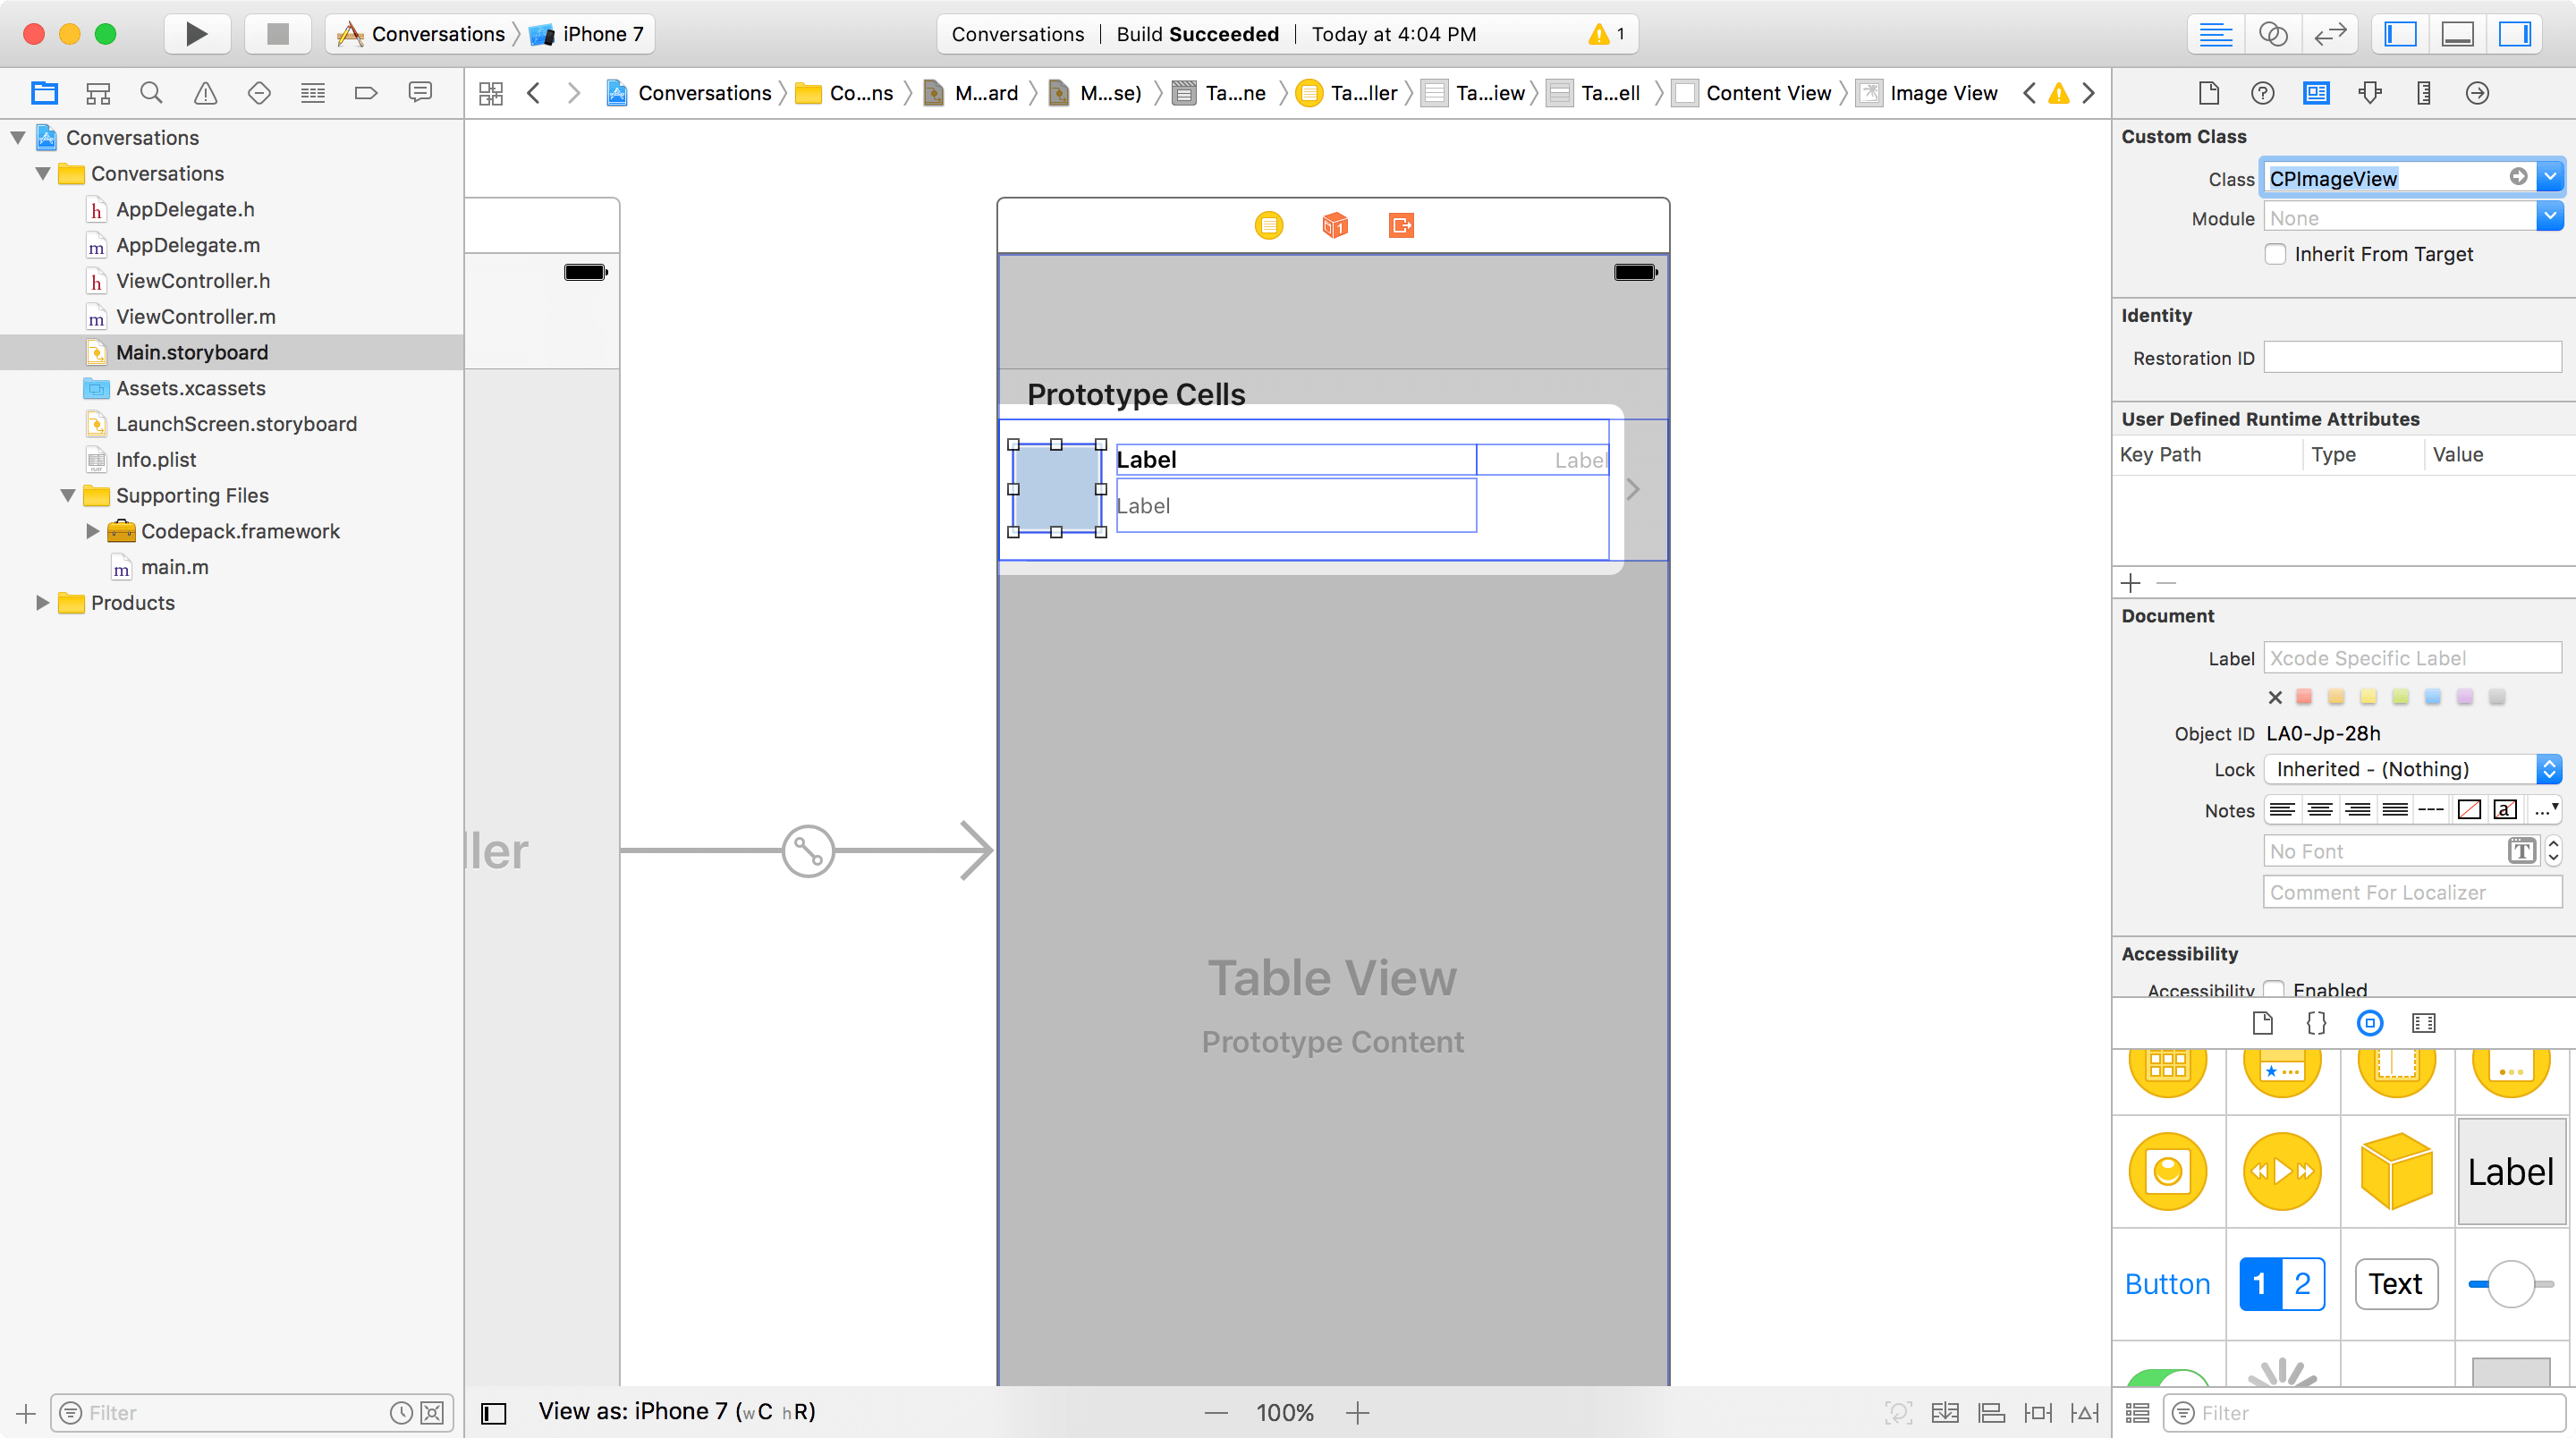 Conversations iPhone 7
Conversations Build Succeeded Today at 4:04 PM 1
Conversations Co...ns M...ard M...se) Ta...ne Ta...ller Ta...iew Ta...ell Content View Image View
Conversations
Conversations
h AppDelegate.h
m AppDelegate.m
h ViewController.h
m ViewController.m
Main.storyboard
Assets.xcassets
LaunchScreen.storyboard
Info.plist
Supporting Files
Codepack.framework
m main.m
Products
Filter
ller
1
Prototype Cells
Label
Label
Label
Table View
Prototype Content
View as: iPhone 7 (wC hR)
100%
Custom Class
Class CPImageView
Module None
Inherit From Target
Identity
Restoration ID
User Defined Runtime Attributes
Key Path Type Value
Document
Label Xcode Specific Label
Object ID LA0-Jp-28h
Lock Inherited - (Nothing)
Notes a ...
No Font T
Comment For Localizer
Accessibility
Accessibility Enabled
{}
Label
Button 1 2 Text
Filter